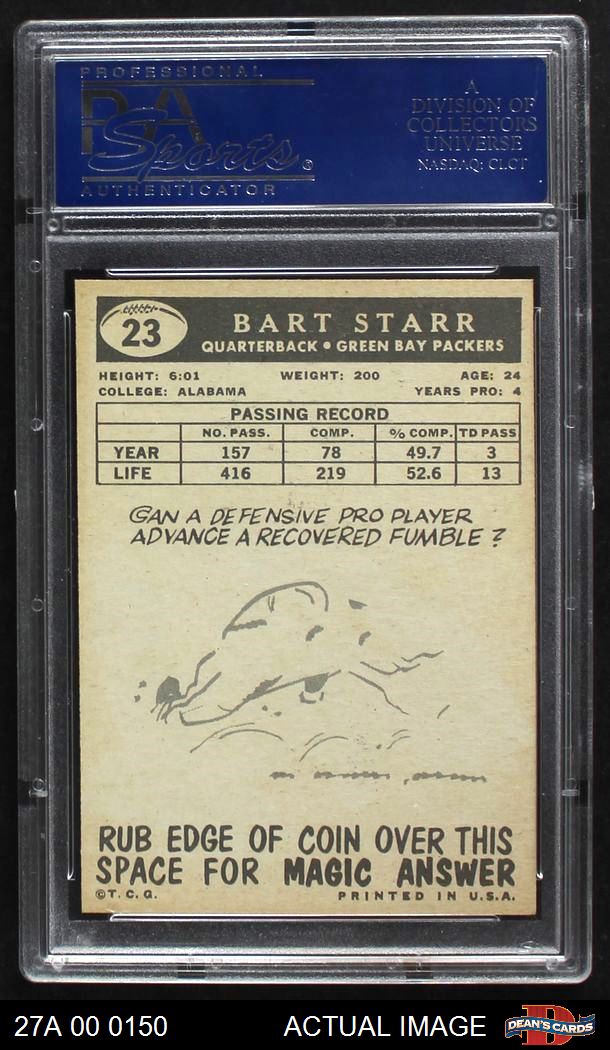 PROFESSIONAL
PSA
Sports®
AUTHENTICATOR
A
DIVISION OF
COLLECTORS
UNIVERSE
NASDAQ: CLCT
23
BART STARR
QUARTERBACK • GREEN BAY PACKERS
HEIGHT: 6:01 WEIGHT: 200 AGE: 24
COLLEGE: ALABAMA YEARS PRO: 4
PASSING RECORD
NO. PASS. COMP. % COMP. TD PASS
YEAR 157 78 49.7 3
LIFE 416 219 52.6 13
CAN A DEFENSIVE PRO PLAYER
ADVANCE A RECOVERED FUMBLE?
RUB EDGE OF COIN OVER THIS
SPACE FOR MAGIC ANSWER
©T.C.G. PRINTED IN U.S.A.
27A 00 0150 ACTUAL IMAGE D DEAN'S CARDS